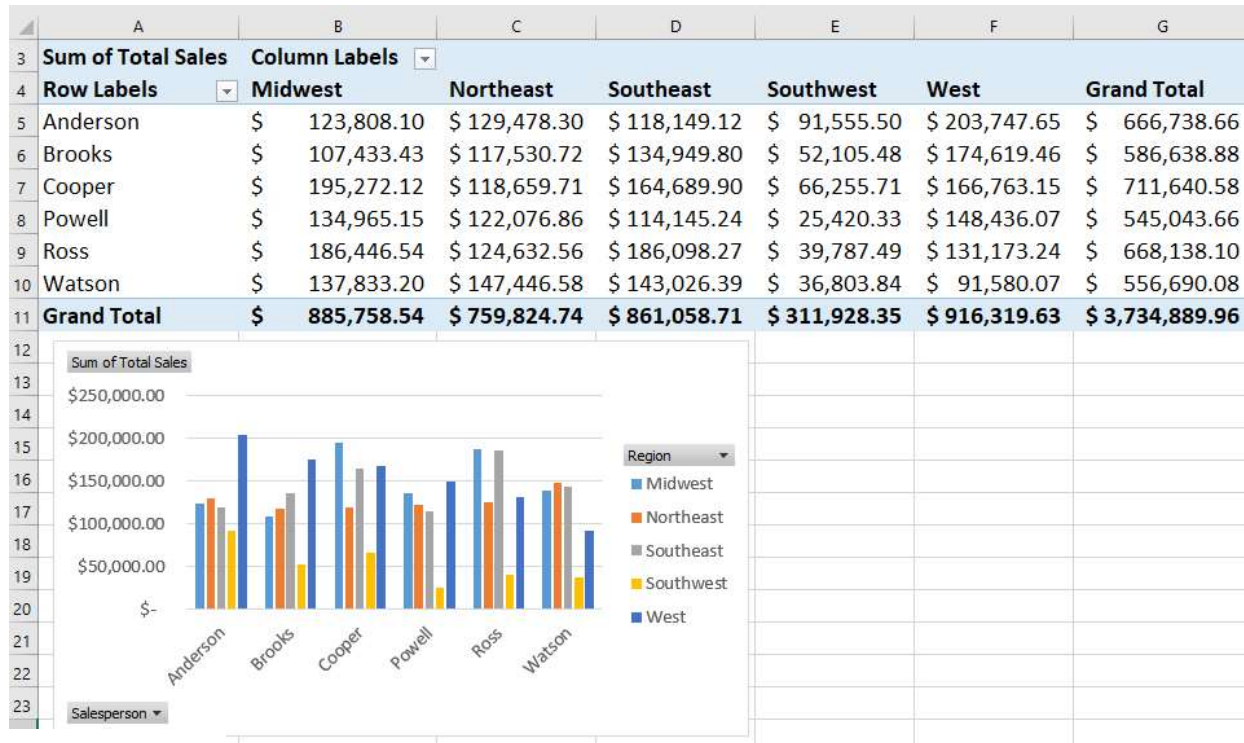 A B C D E F G
3 Sum of Total Sales Column Labels
4 Row Labels Midwest Northeast Southeast Southwest West Grand Total
5 Anderson $ 123,808.10 $ 129,478.30 $ 118,149.12 $ 91,555.50 $ 203,747.65 $ 666,738.66
6 Brooks $ 107,433.43 $ 117,530.72 $ 134,949.80 $ 52,105.48 $ 174,619.46 $ 586,638.88
7 Cooper $ 195,272.12 $ 118,659.71 $ 164,689.90 $ 66,255.71 $ 166,763.15 $ 711,640.58
8 Powell $ 134,965.15 $ 122,076.86 $ 114,145.24 $ 25,420.33 $ 148,436.07 $ 545,043.66
9 Ross $ 186,446.54 $ 124,632.56 $ 186,098.27 $ 39,787.49 $ 131,173.24 $ 668,138.10
10 Watson $ 137,833.20 $ 147,446.58 $ 143,026.39 $ 36,803.84 $ 91,580.07 $ 556,690.08
11 Grand Total $ 885,758.54 $ 759,824.74 $ 861,058.71 $ 311,928.35 $ 916,319.63 $ 3,734,889.96
12
13
14
15
16
17
18
19
20
21
22
23
Sum of Total Sales
$250,000.00
$200,000.00
$150,000.00
$100,000.00
$50,000.00
$-
Anderson Brooks Cooper Powell Ross Watson
Region
Midwest
Northeast
Southeast
Southwest
West
Salesperson